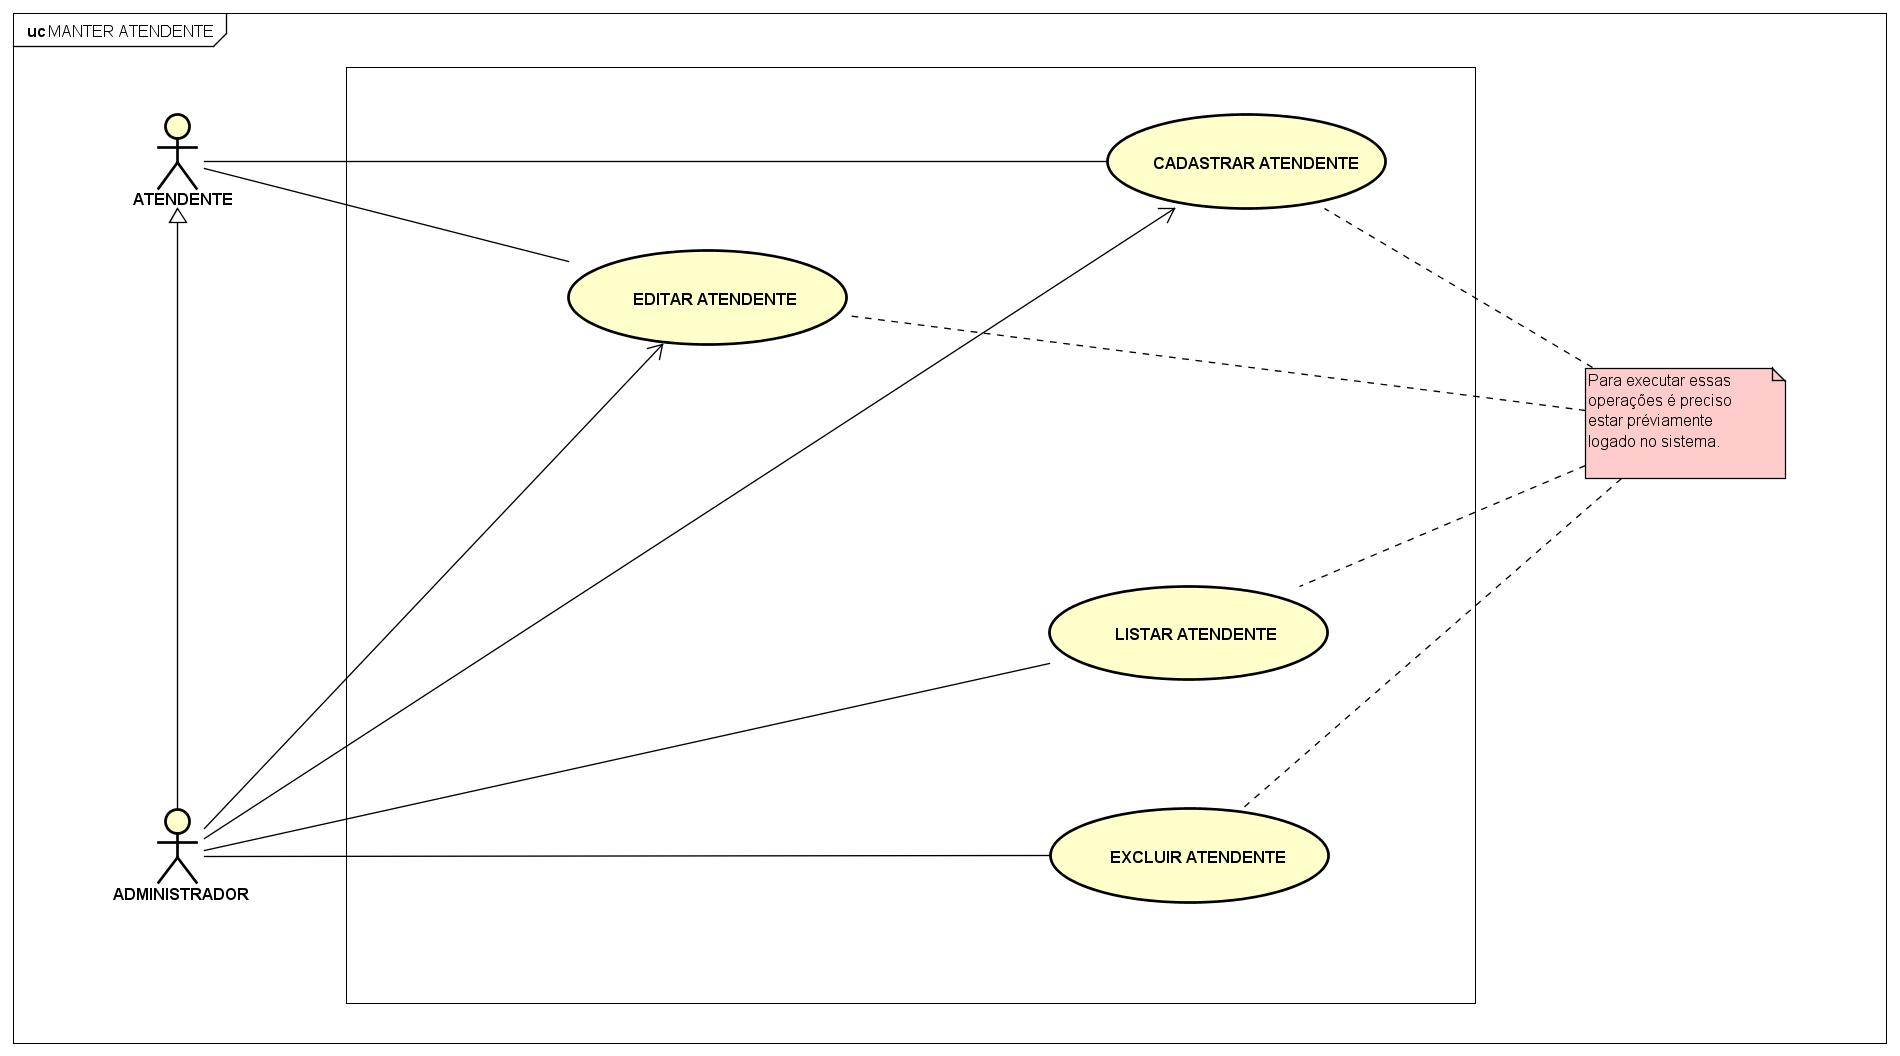 uc MANTER ATENDENTE
ATENDENTE
CADASTRAR ATENDENTE
EDITAR ATENDENTE
Para executar essas
operações é preciso
estar préviamente
logado no sistema.
LISTAR ATENDENTE
EXCLUIR ATENDENTE
ADMINISTRADOR